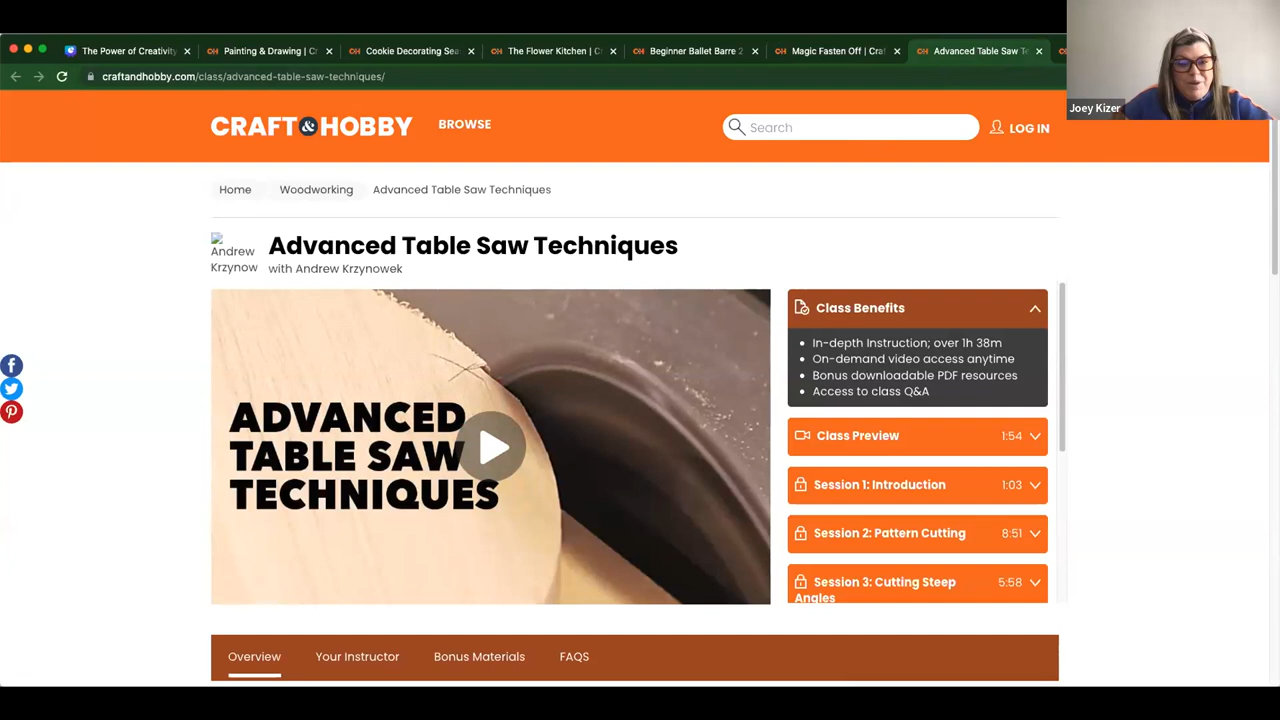 The Power of Creativity
Painting & Drawing | C
Cookie Decorating Sea
The Flower Kitchen | C
Beginner Ballet Barre 2
Magic Fasten Off | Cra
Advanced Table Saw Te
craftandhobby.com/class/advanced-table-saw-techniques/
Joey Kizer
CRAFT & HOBBY
BROWSE
Search
LOG IN
Home
Woodworking
Advanced Table Saw Techniques
Andrew
Krzynow
Advanced Table Saw Techniques
with Andrew Krzynowek
ADVANCED
TABLE SAW
TECHNIQUES
Class Benefits
In-depth Instruction; over 1h 38m
On-demand video access anytime
Bonus downloadable PDF resources
Access to class Q&A
Class Preview 1:54
Session 1: Introduction 1:03
Session 2: Pattern Cutting 8:51
Session 3: Cutting Steep 5:58
Angles
Overview
Your Instructor
Bonus Materials
FAQS